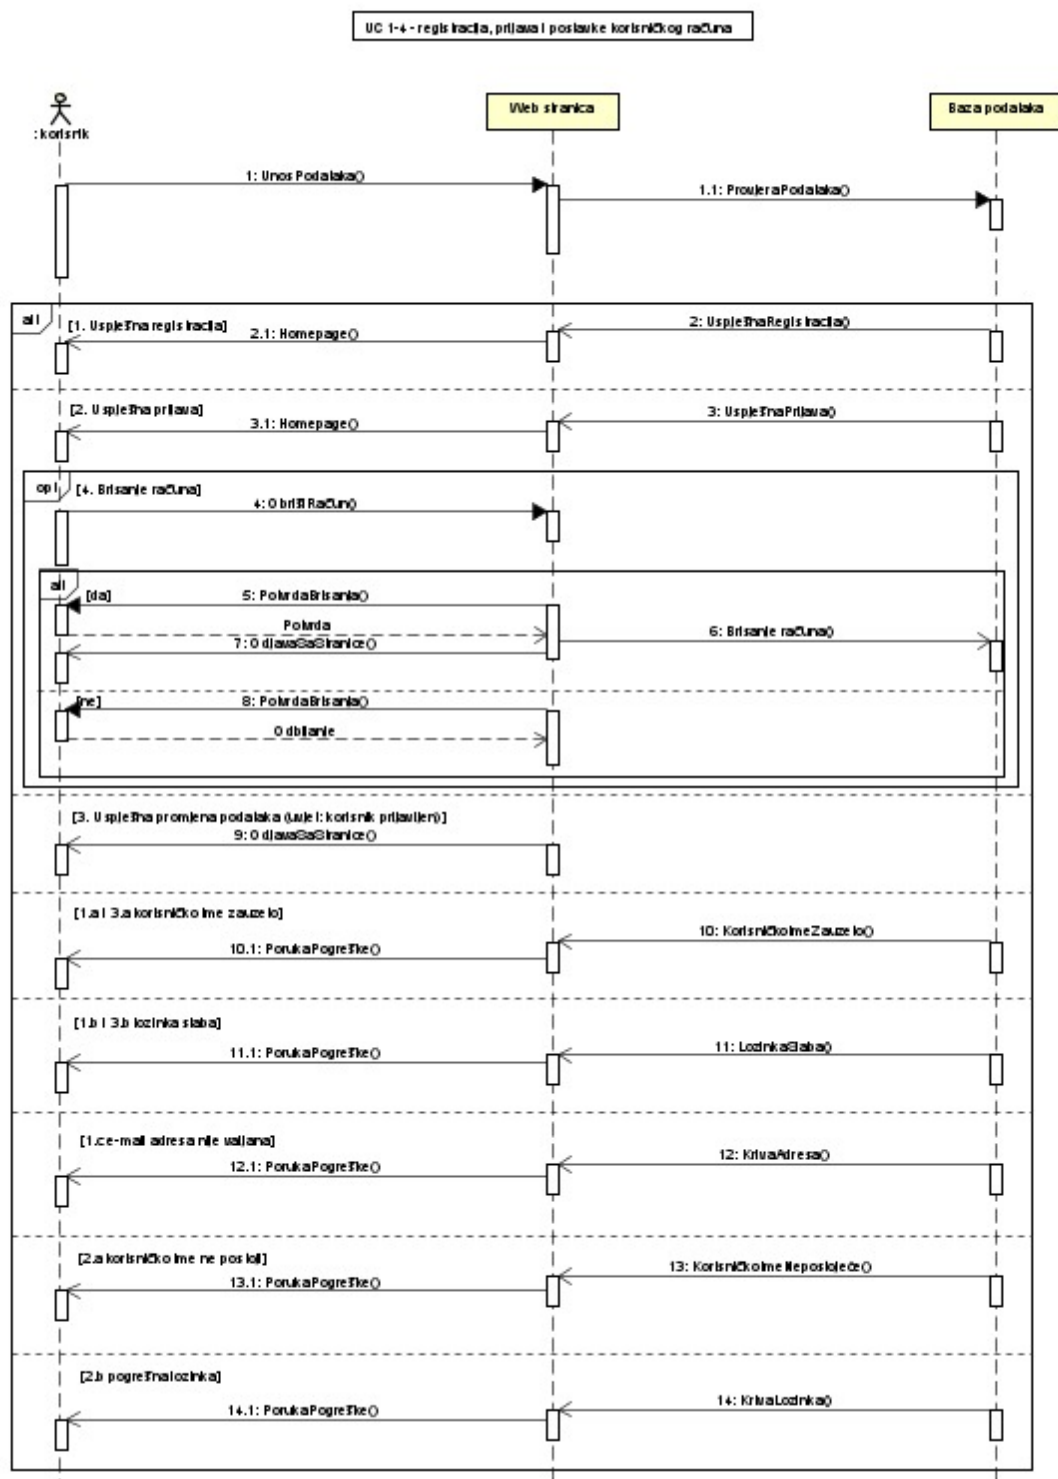 UC 1-4 - registracija, prijava i postavke korisničkog računa
: korisnik
Web stranica
Baza podataka
1: UnosPodataka()
1.1: ProvjeraPodataka()
alt
[1. Uspješna registracija]
2: UspješnaRegistracija()
2.1: Homepage()
[2. Uspješna prijava]
3: UspješnaPrijava()
3.1: Homepage()
opt
[4. Brisanje računa]
4: ObrišiRačun()
alt
[da]
5: PotvrdaBrisanja()
Potvrda
6: Brisanje računa()
7: OdjavaSaStranice()
[ne]
8: PotvrdaBrisanja()
Odbijanje
[3. Uspješna promjena podataka (uvjet: korisnik prijavljen)]
9: OdjavaSaStranice()
[1.a i 3.a korisničko ime zauzeto]
10: KorisničkoImeZauzeto()
10.1: PorukaPogreške()
[1.b i 3.b lozinka slaba]
11: LozinkaSlaba()
11.1: PorukaPogreške()
[1.c e-mail adresa nije valjana]
12: KrivaAdresa()
12.1: PorukaPogreške()
[2.a korisničko ime ne postoji]
13: KorisničkoImeNepostojeće()
13.1: PorukaPogreške()
[2.b pogrešna lozinka]
14: KrivaLozinka()
14.1: PorukaPogreške()